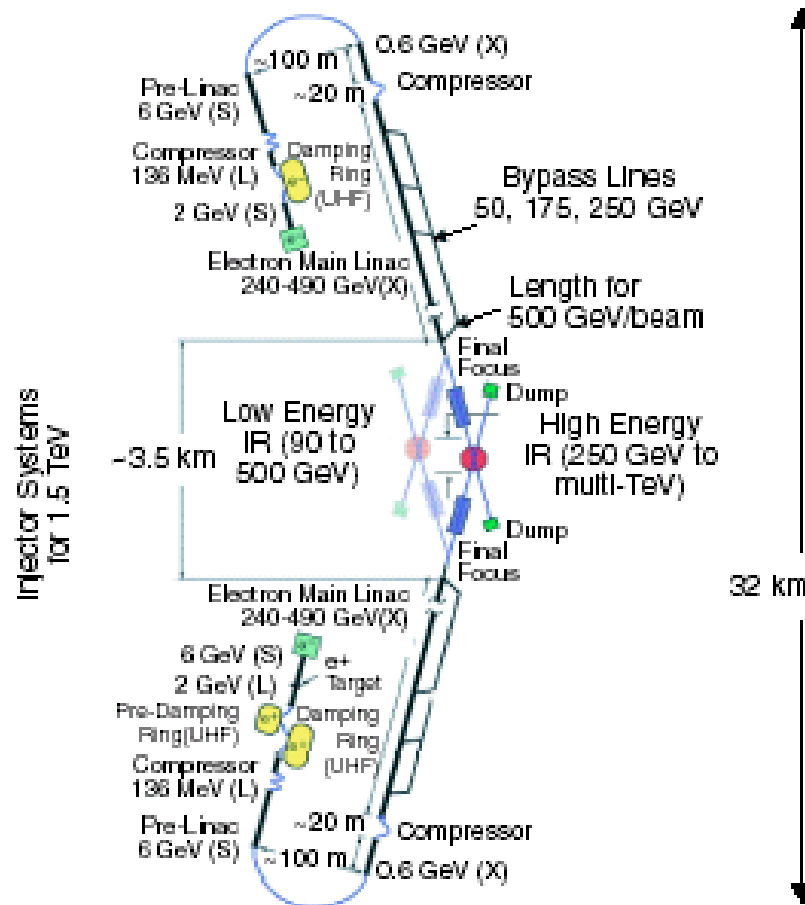 0.6 GeV (X)
~100 m
Pre-Linac
6 GeV (S)
~20 m
Compressor
Compressor
136 MeV (L)
Damping
Ring
(UHF)
e-
2 GeV (S)
e-
Bypass Lines
50, 175, 250 GeV
Electron Main Linac
240-490 GeV(X)
Length for
500 GeV/beam
Final
Focus
Dump
Injector Systems
for 1.5 TeV
~3.5 km
Low Energy
IR (90 to
500 GeV)
High Energy
IR (250 GeV to
multi-TeV)
Dump
Final
Focus
32 km
Electron Main Linac
240-490 GeV(X)
6 GeV (S)
e-
e+
Target
2 GeV (L)
Pre-Damping
Ring(UHF)
e+
Damping
Ring
(UHF)
Compressor
136 MeV (L)
Pre-Linac
6 GeV (S)
~20 m
Compressor
~100 m
0.6 GeV (X)